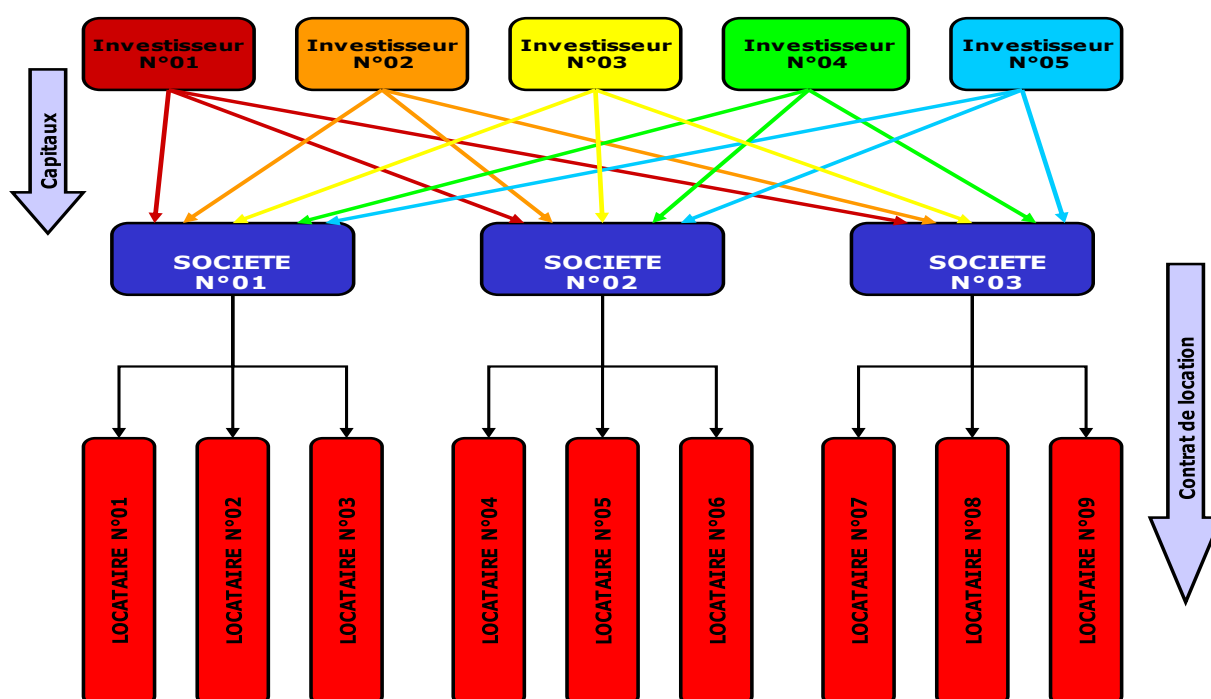 Investisseur
N°01
Investisseur
N°02
Investisseur
N°03
Investisseur
N°04
Investisseur
N°05
Capitaux
SOCIETE
N°01
SOCIETE
N°02
SOCIETE
N°03
Contrat de location
LOCATAIRE N°01
LOCATAIRE N°02
LOCATAIRE N°03
LOCATAIRE N°04
LOCATAIRE N°05
LOCATAIRE N°06
LOCATAIRE N°07
LOCATAIRE N°08
LOCATAIRE N°09